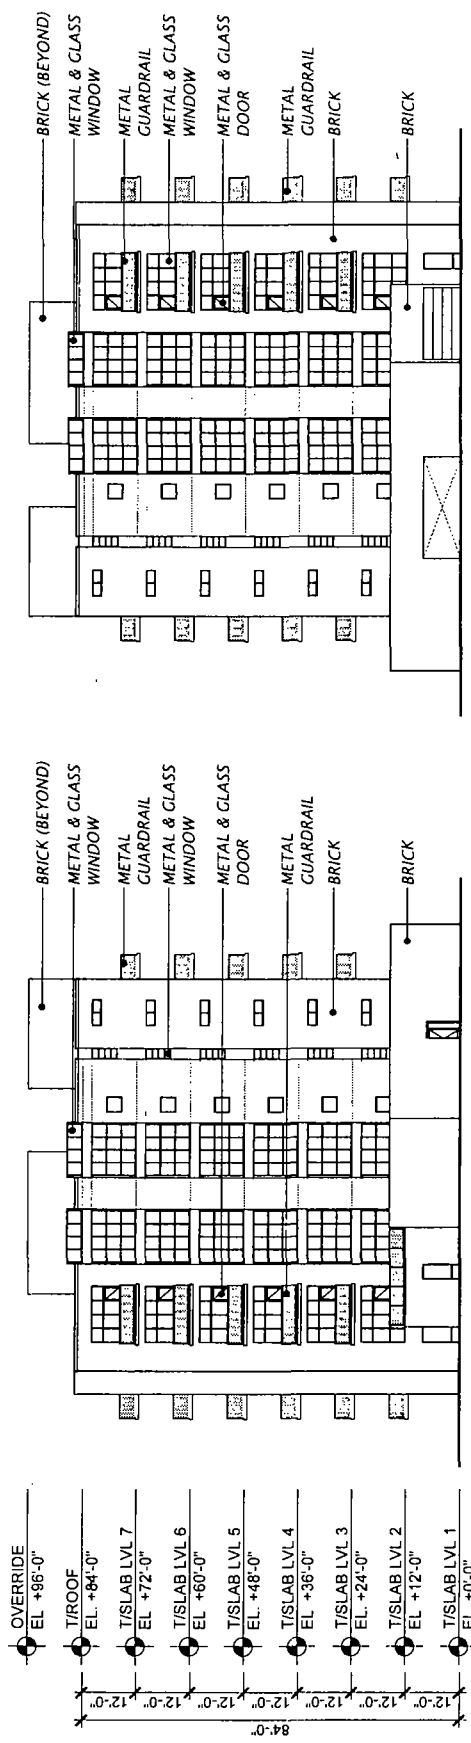 BRICK (BEYOND)
METAL & GLASS
WINDOW
METAL
GUARDRAIL
METAL & GLASS
WINDOW
METAL & GLASS
DOOR
METAL
GUARDRAIL
BRICK
BRICK
BRICK (BEYOND)
METAL & GLASS
WINDOW
METAL
GUARDRAIL
METAL & GLASS
WINDOW
METAL & GLASS
DOOR
METAL
GUARDRAIL
BRICK
BRICK
OVERRIDE
EL +96'-0"
T/ROOF
EL. +84'-0"
T/SLAB LVL 7
EL +72'-0"
T/SLAB LVL 6
EL +60'-0"
T/SLAB LVL 5
EL. +48'-0"
T/SLAB LVL 4
EL +36'-0"
T/SLAB LVL 3
EL. +24'-0"
T/SLAB LVL 2
EL +12'-0"
T/SLAB LVL 1
EL +0'-0"
12'-0"
12'-0"
12'-0"
12'-0"
12'-0"
12'-0"
12'-0"
84'-0"